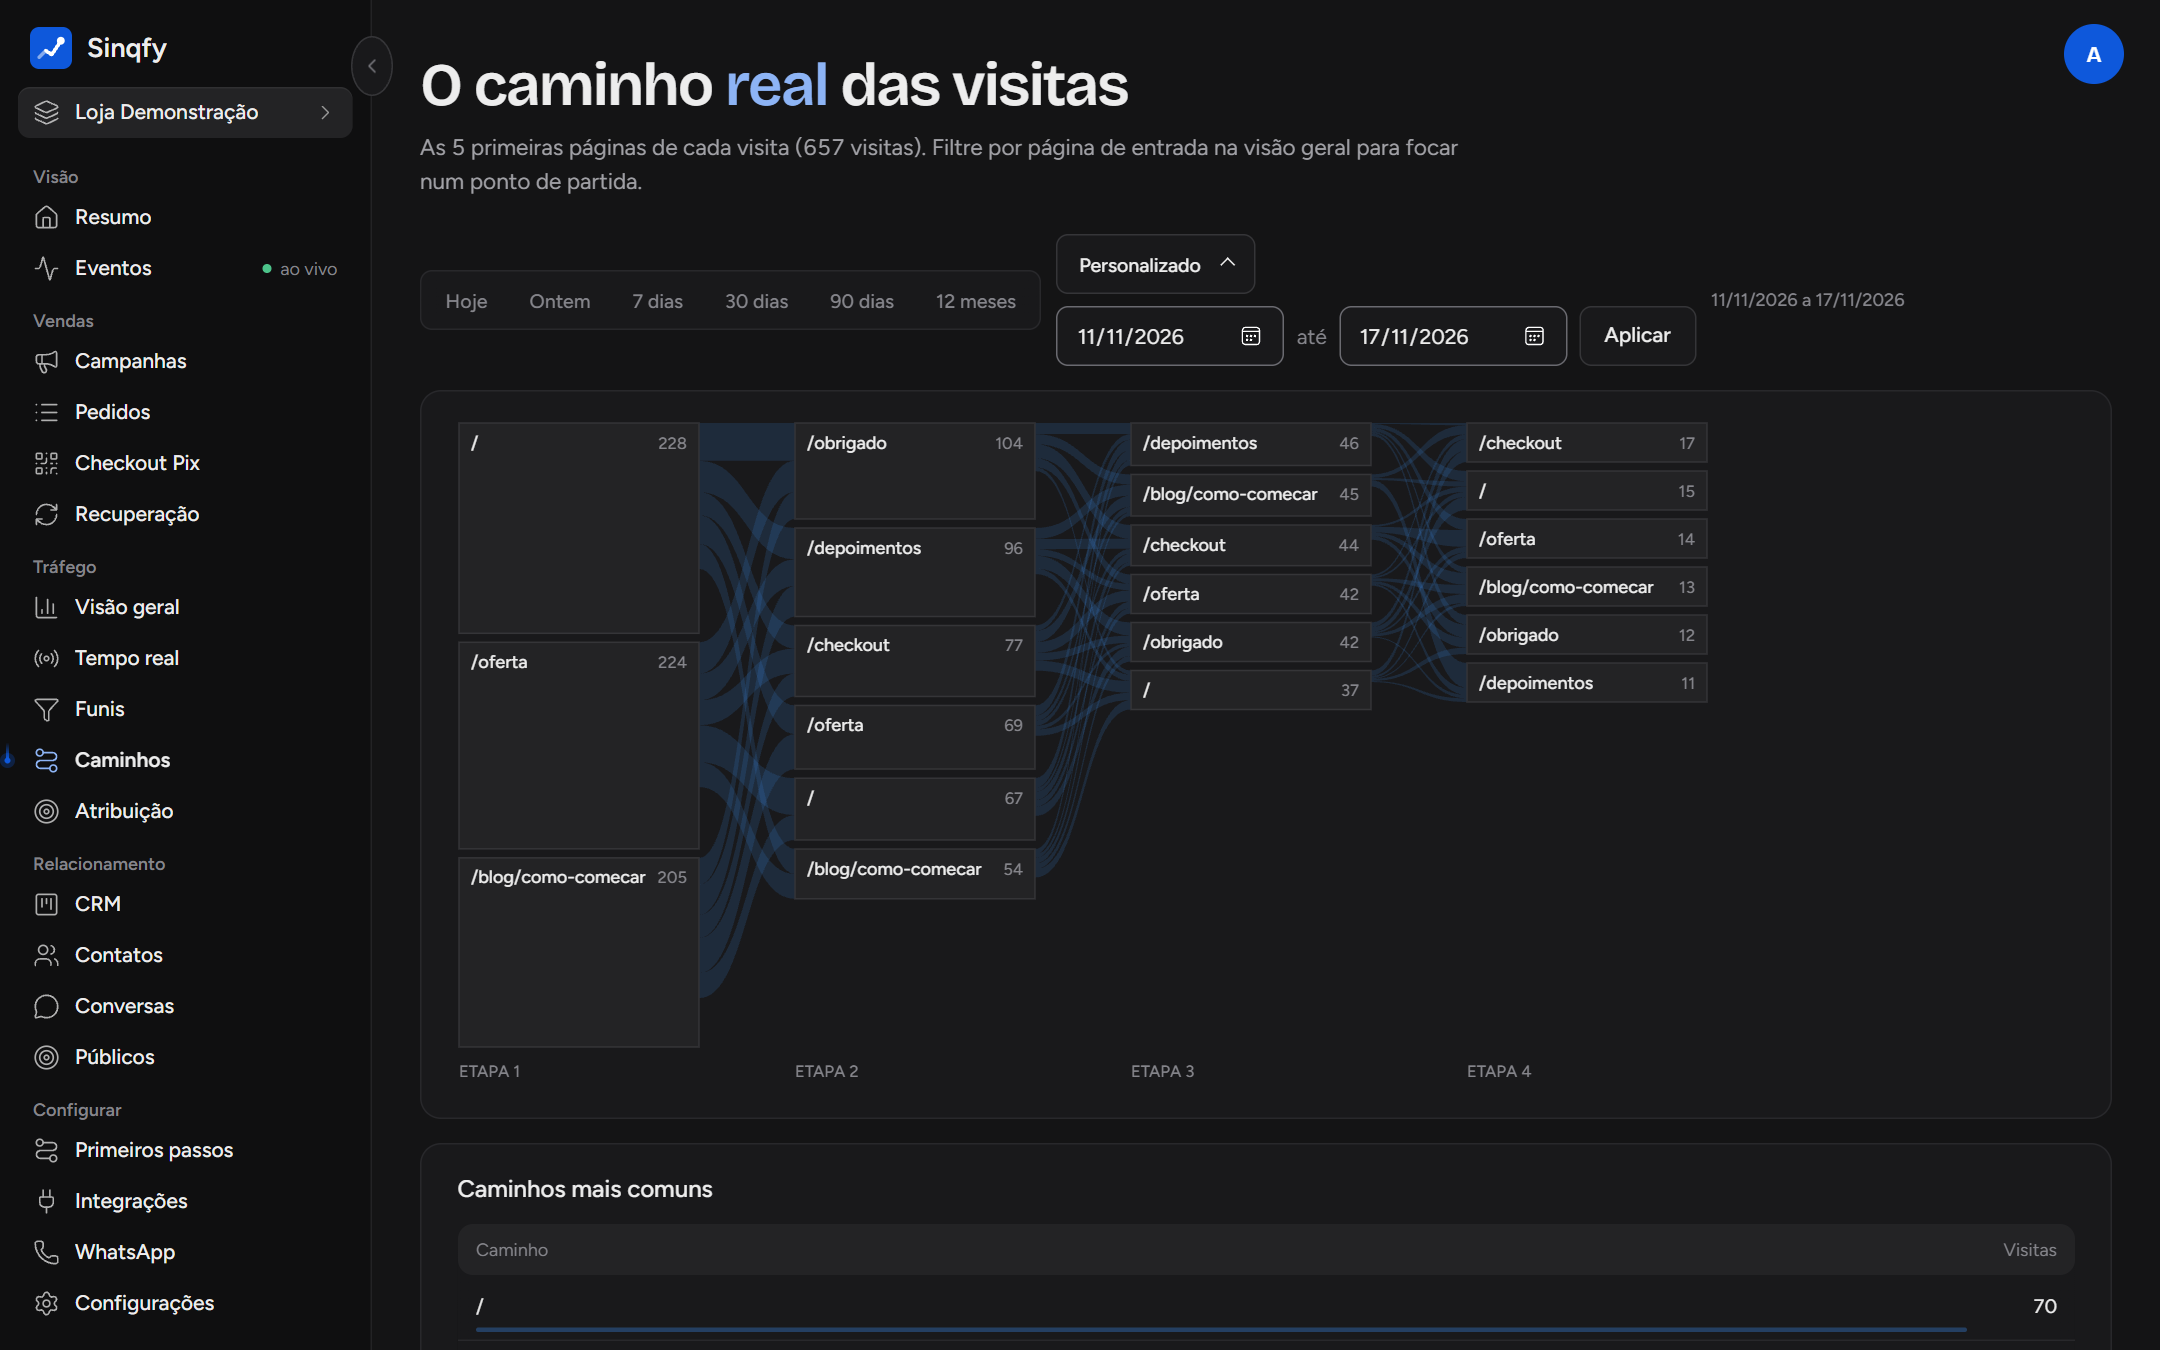 Sinqfy
Loja Demonstração
Visão
Resumo
Eventos
ao vivo
Vendas
Campanhas
Pedidos
Checkout Pix
Recuperação
Tráfego
Visão geral
Tempo real
Funis
Caminhos
Atribuição
Relacionamento
CRM
Contatos
Conversas
Públicos
Configurar
Primeiros passos
Integrações
WhatsApp
Configurações
A
O caminho real das visitas
As 5 primeiras páginas de cada visita (657 visitas). Filtre por página de entrada na visão geral para focar
num ponto de partida.
Hoje Ontem 7 dias 30 dias 90 dias 12 meses
Personalizado
11/11/2026 até 17/11/2026 Aplicar
11/11/2026 a 17/11/2026
/ 228
/oferta 224
/blog/como-comecar 205
ETAPA 1
/obrigado 104
/depoimentos 96
/checkout 77
/oferta 69
/ 67
/blog/como-comecar 54
ETAPA 2
/depoimentos 46
/blog/como-comecar 45
/checkout 44
/oferta 42
/obrigado 42
/ 37
ETAPA 3
/checkout 17
/ 15
/oferta 14
/blog/como-comecar 13
/obrigado 12
/depoimentos 11
ETAPA 4
Caminhos mais comuns
Caminho Visitas
/ 70